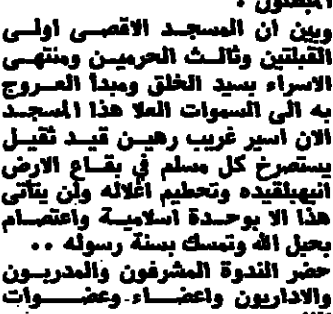 وبين ان المسجد الاقصى اولى
القبلتين وثالث الحرمين ومنتهى
الاسراء بسيد الخلق ومبدأ العروج
به الى السموات العلا هذا المسجد
الان اسير غريب رهين قيد ثقيل
يستصرخ كل مسلم في بقاع الارض
وتحطيم اغلاله ولن يتأتى
هذا الا بوحدة اسلامية واعتصام
بحبل الله وتمسك بسنة رسوله ..
حضر الندوة المشرفون والمدربون
والاداريون واعضاء وعضوات